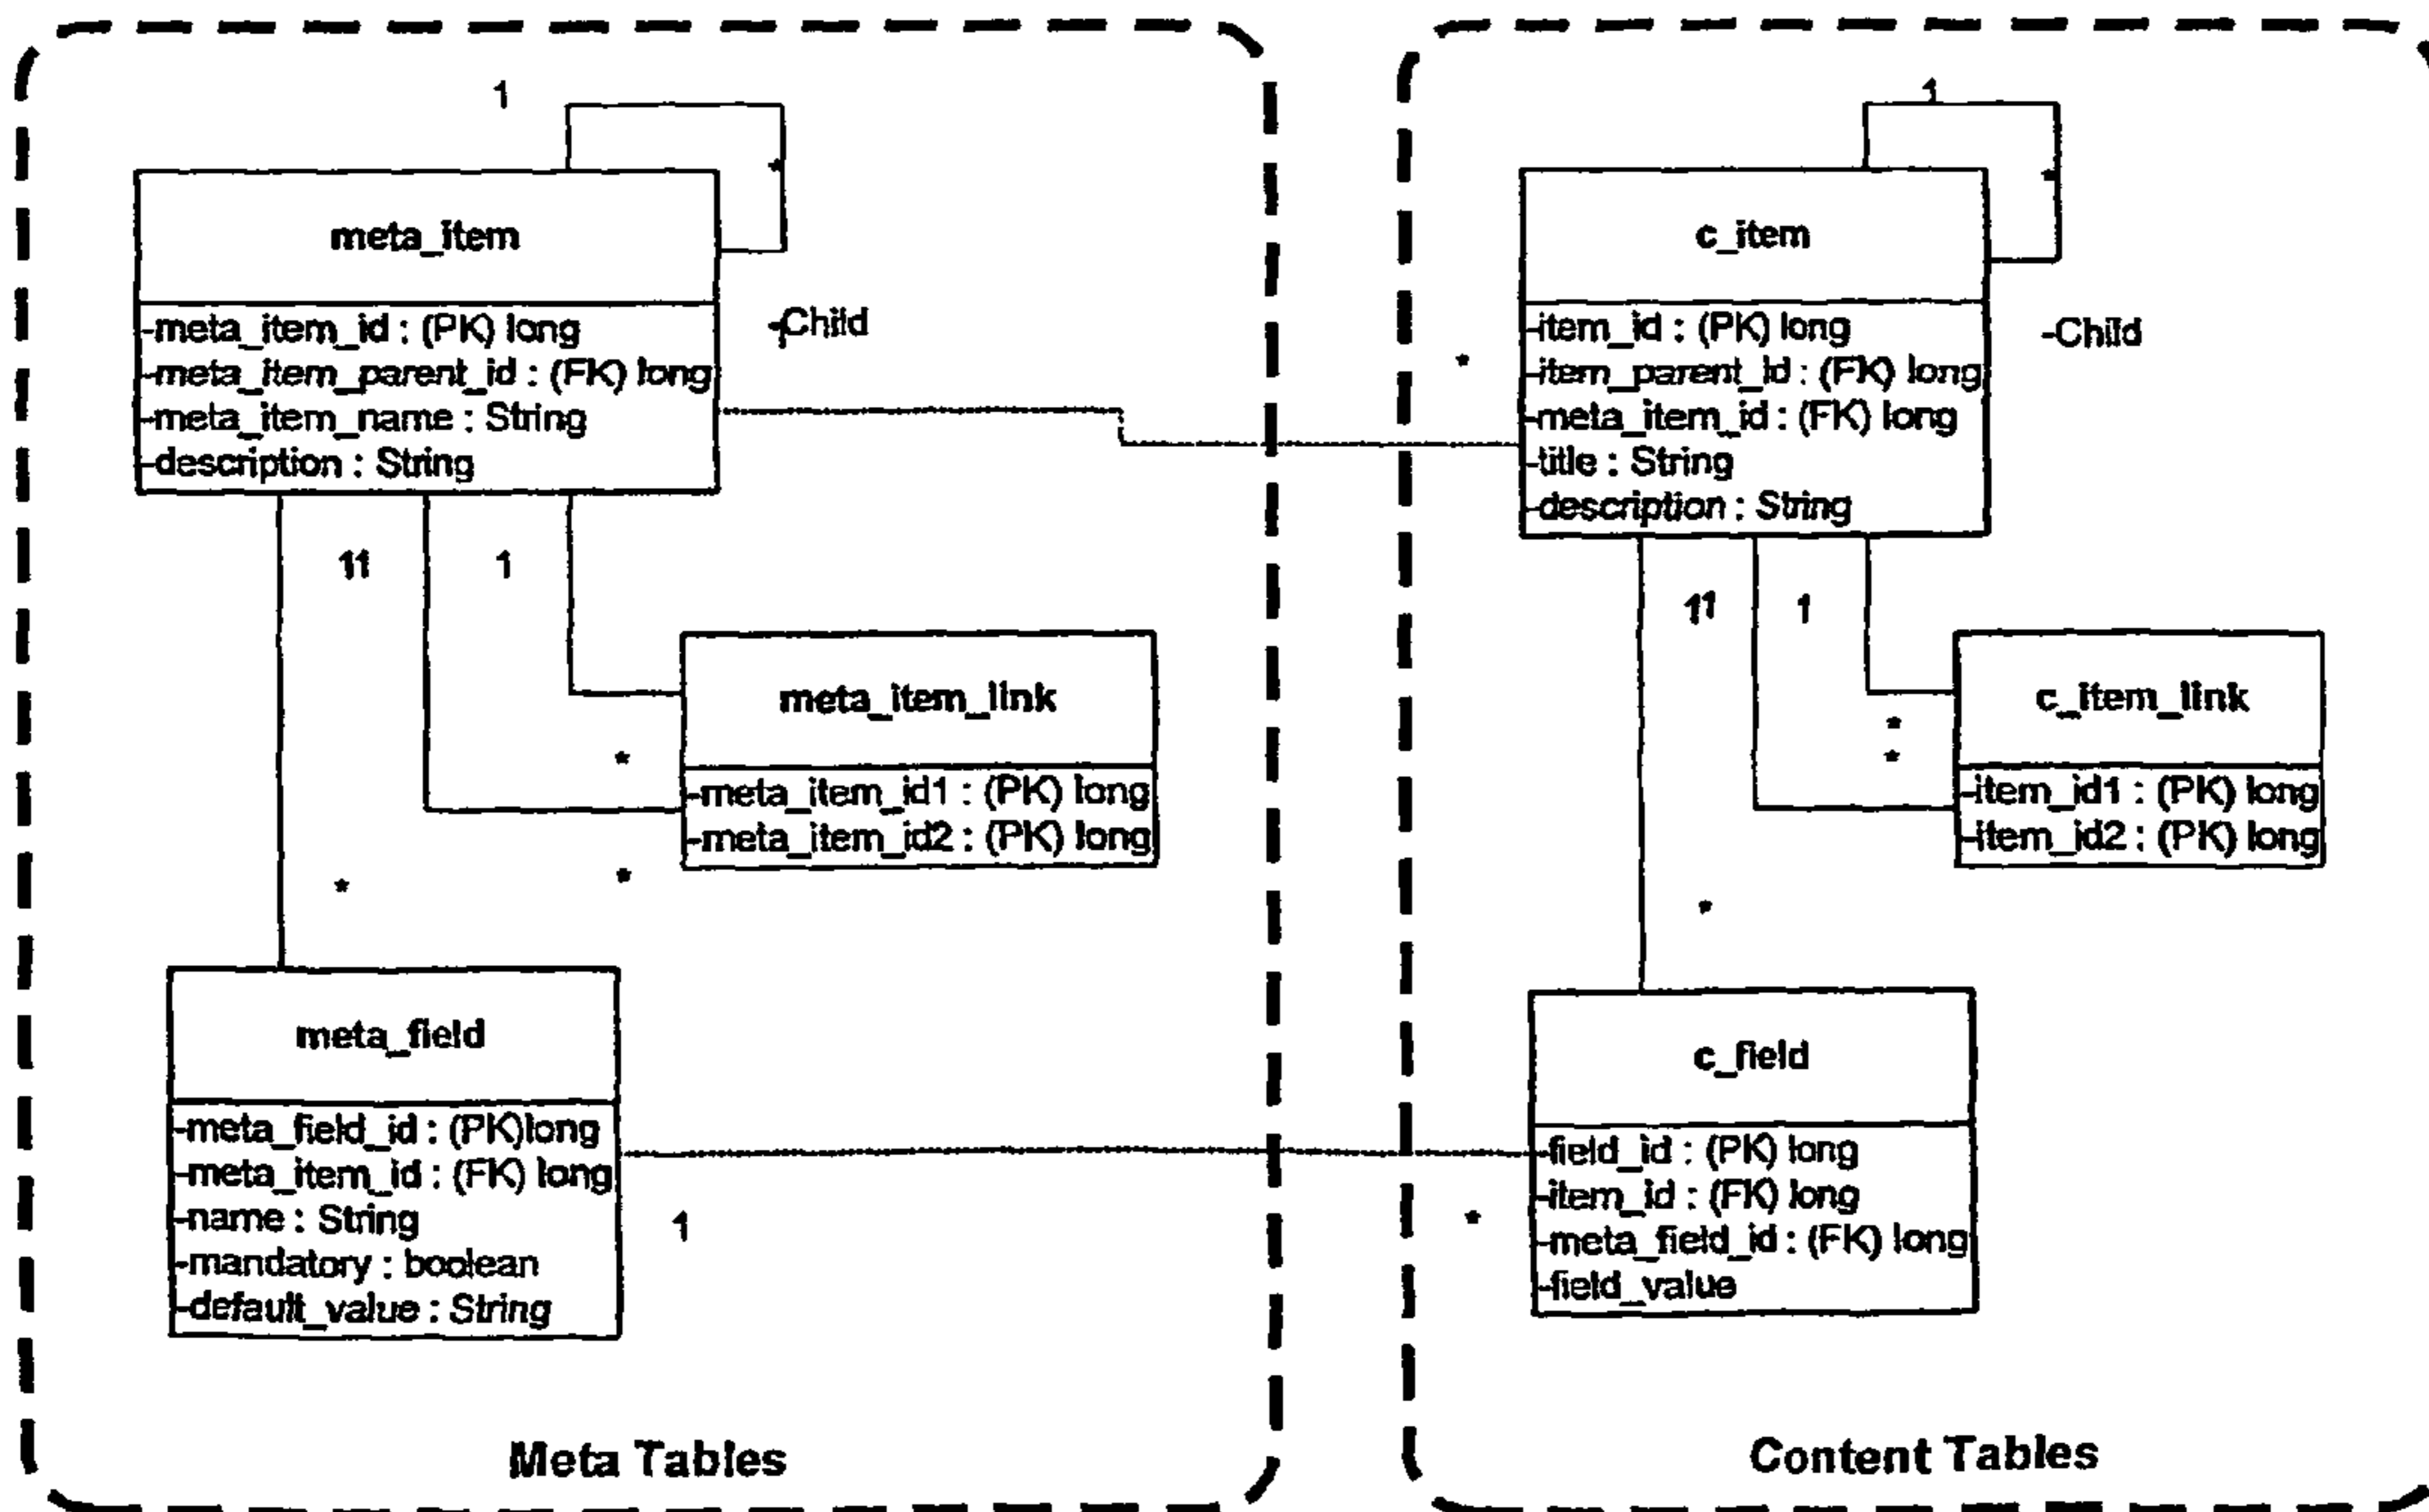 1
meta_item
-meta_item_id : (PK) long
-meta_item_parent_id : (FK) long
-meta_item_name : String
-description : String
*
-Child
11
1
meta_item_link
-meta_item_id1 : (PK) long
-meta_item_id2 : (PK) long
*
*
*
meta_field
-meta_field_id : (PK)long
-meta_item_id : (FK) long
-name : String
-mandatory : boolean
-default_value : String
1
Meta Tables
1
c_item
-item_id : (PK) long
-item_parent_id : (FK) long
-meta_item_id : (FK) long
-title : String
-description : String
*
-Child
*
11
1
c_item_link
-item_id1 : (PK) long
-item_id2 : (PK) long
*
*
*
c_field
-field_id : (PK) long
-item_id : (FK) long
-meta_field_id : (FK) long
-field_value
*
Content Tables